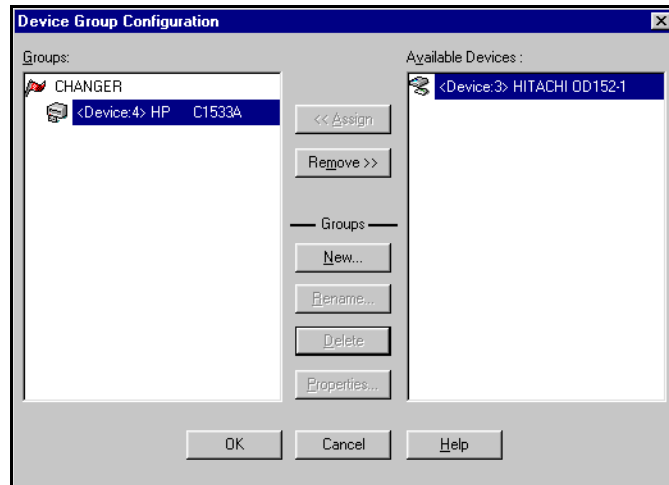 Device Group Configuration
Groups:
CHANGER
<Device:4> HP C1533A
<< Assign
Remove >>
Groups
New...
Rename...
Delete
Properties...
Available Devices :
<Device:3> HITACHI OD152-1
OK
Cancel
Help